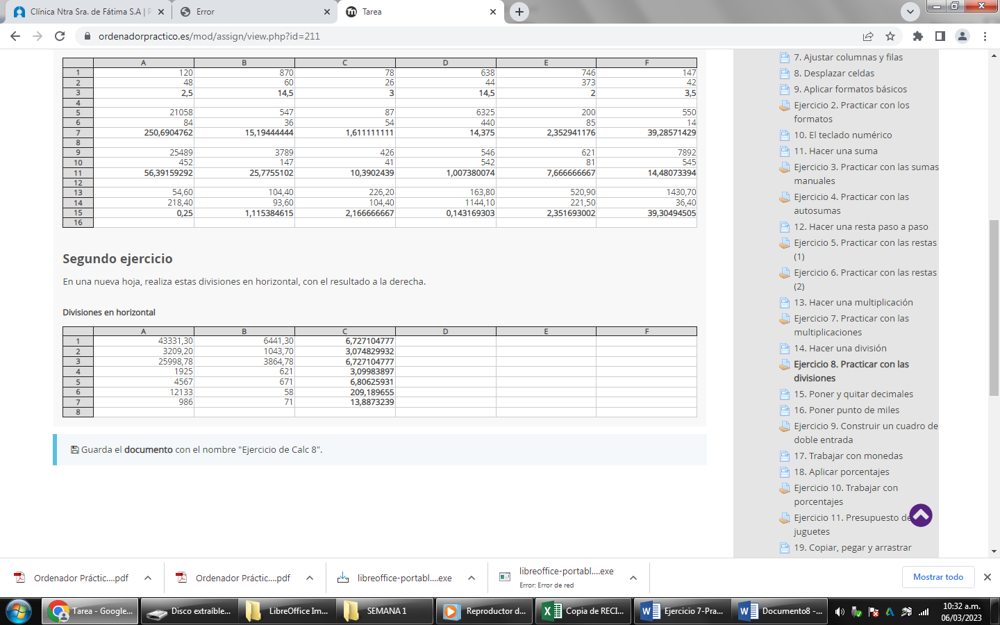 Clínica Ntra Sra. de Fátima S.A | P
Error
Tarea
ordenadorpractico.es/mod/assign/view.php?id=211
A B C D E F
1 120 870 78 638 746 147
2 48 60 26 44 373 42
3 2,5 14,5 3 14,5 2 3,5
4
5 21058 547 87 6325 200 550
6 84 36 54 440 85 14
7 250,6904762 15,19444444 1,611111111 14,375 2,352941176 39,28571429
8
9 25489 3789 426 546 621 7892
10 452 147 41 542 81 545
11 56,39159292 25,7755102 10,3902439 1,007380074 7,666666667 14,48073394
12
13 54,60 104,40 226,20 163,80 520,90 1430,70
14 218,40 93,60 104,40 1144,10 221,50 36,40
15 0,25 1,115384615 2,166666667 0,143169303 2,351693002 39,30494505
16
Segundo ejercicio
En una nueva hoja, realiza estas divisiones en horizontal, con el resultado a la derecha.
Divisiones en horizontal
A B C D E F
1 43331,30 6441,30 6,727104777
2 3209,20 1043,70 3,074829932
3 25998,78 3864,78 6,727104777
4 1925 621 3,09983897
5 4567 671 6,80625931
6 12133 58 209,189655
7 986 71 13,8873239
8
Guarda el documento con el nombre "Ejercicio de Calc 8".
7. Ajustar columnas y filas
8. Desplazar celdas
9. Aplicar formatos básicos
Ejercicio 2. Practicar con los
formatos
10. El teclado numérico
11. Hacer una suma
Ejercicio 3. Practicar con las sumas
manuales
Ejercicio 4. Practicar con las
autosumas
12. Hacer una resta paso a paso
Ejercicio 5. Practicar con las restas
(1)
Ejercicio 6. Practicar con las restas
(2)
13. Hacer una multiplicación
Ejercicio 7. Practicar con las
multiplicaciones
14. Hacer una división
Ejercicio 8. Practicar con las
divisiones
15. Poner y quitar decimales
16. Poner punto de miles
Ejercicio 9. Construir un cuadro de
doble entrada
17. Trabajar con monedas
18. Aplicar porcentajes
Ejercicio 10. Trabajar con
porcentajes
Ejercicio 11. Presupuesto de
juguetes
19. Copiar, pegar y arrastrar
Ordenador Práctic....pdf
Ordenador Práctic....pdf
libreoffice-portabl....exe
libreoffice-portabl....exe
Error: Error de red
Mostrar todo
Tarea - Google...
Disco extraíble...
LibreOffice Im...
SEMANA 1
Reproductor d...
Copia de RECI...
Ejercicio 7-Pra...
Documento8 -...
10:32 a.m.
06/03/2023